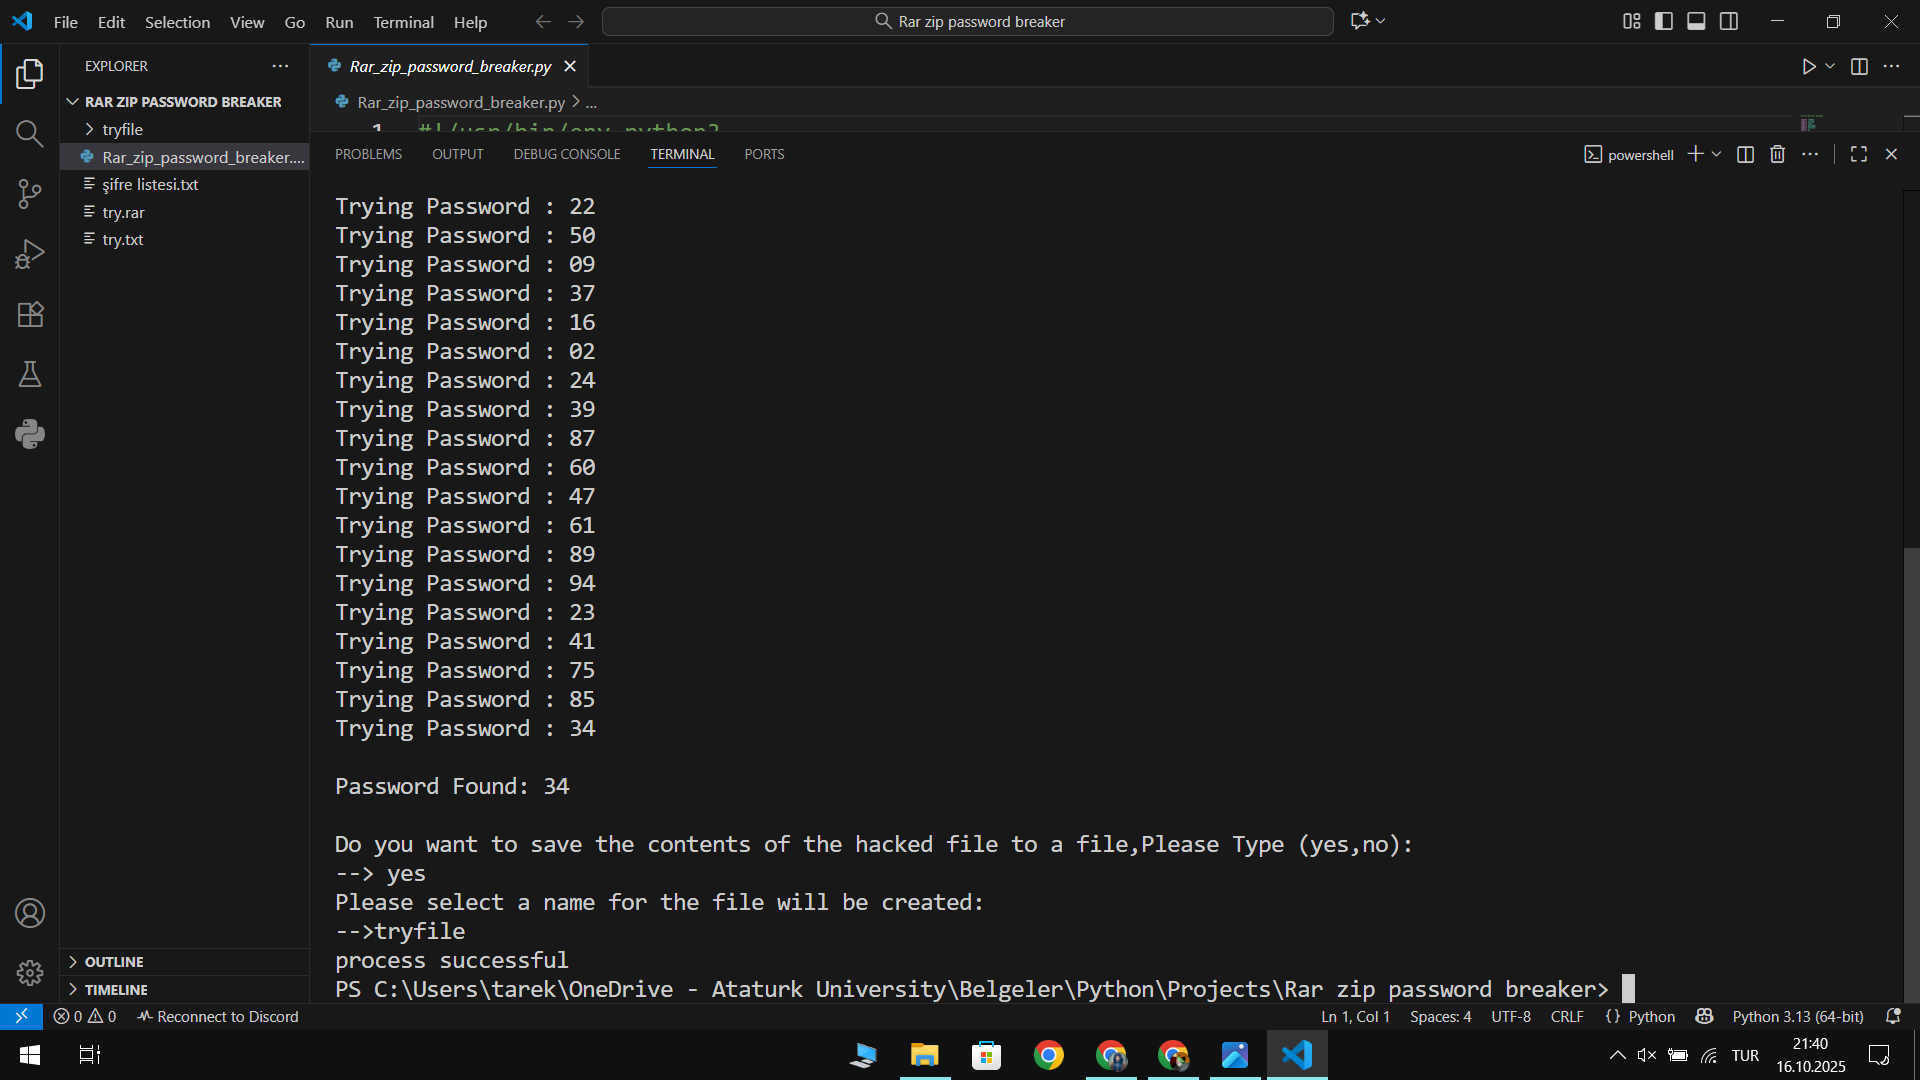 File Edit Selection View Go Run Terminal Help
Rar zip password breaker
EXPLORER
RAR ZIP PASSWORD BREAKER
tryfile
Rar_zip_password_breaker....
şifre listesi.txt
try.rar
try.txt
OUTLINE
TIMELINE
Rar_zip_password_breaker.py
Rar_zip_password_breaker.py > ...
1 #!/usr/bin/env python3
PROBLEMS OUTPUT DEBUG CONSOLE TERMINAL PORTS
powershell
Trying Password : 22
Trying Password : 50
Trying Password : 09
Trying Password : 37
Trying Password : 16
Trying Password : 02
Trying Password : 24
Trying Password : 39
Trying Password : 87
Trying Password : 60
Trying Password : 47
Trying Password : 61
Trying Password : 89
Trying Password : 94
Trying Password : 23
Trying Password : 41
Trying Password : 75
Trying Password : 85
Trying Password : 34
Password Found: 34
Do you want to save the contents of the hacked file to a file,Please Type (yes,no):
--> yes
Please select a name for the file will be created:
-->tryfile
process successful
PS C:\Users\tarek\OneDrive - Ataturk University\Belgeler\Python\Projects\Rar zip password breaker>
0 0 Reconnect to Discord
Ln 1, Col 1 Spaces: 4 UTF-8 CRLF {} Python Python 3.13 (64-bit)
TUR
21:40
16.10.2025